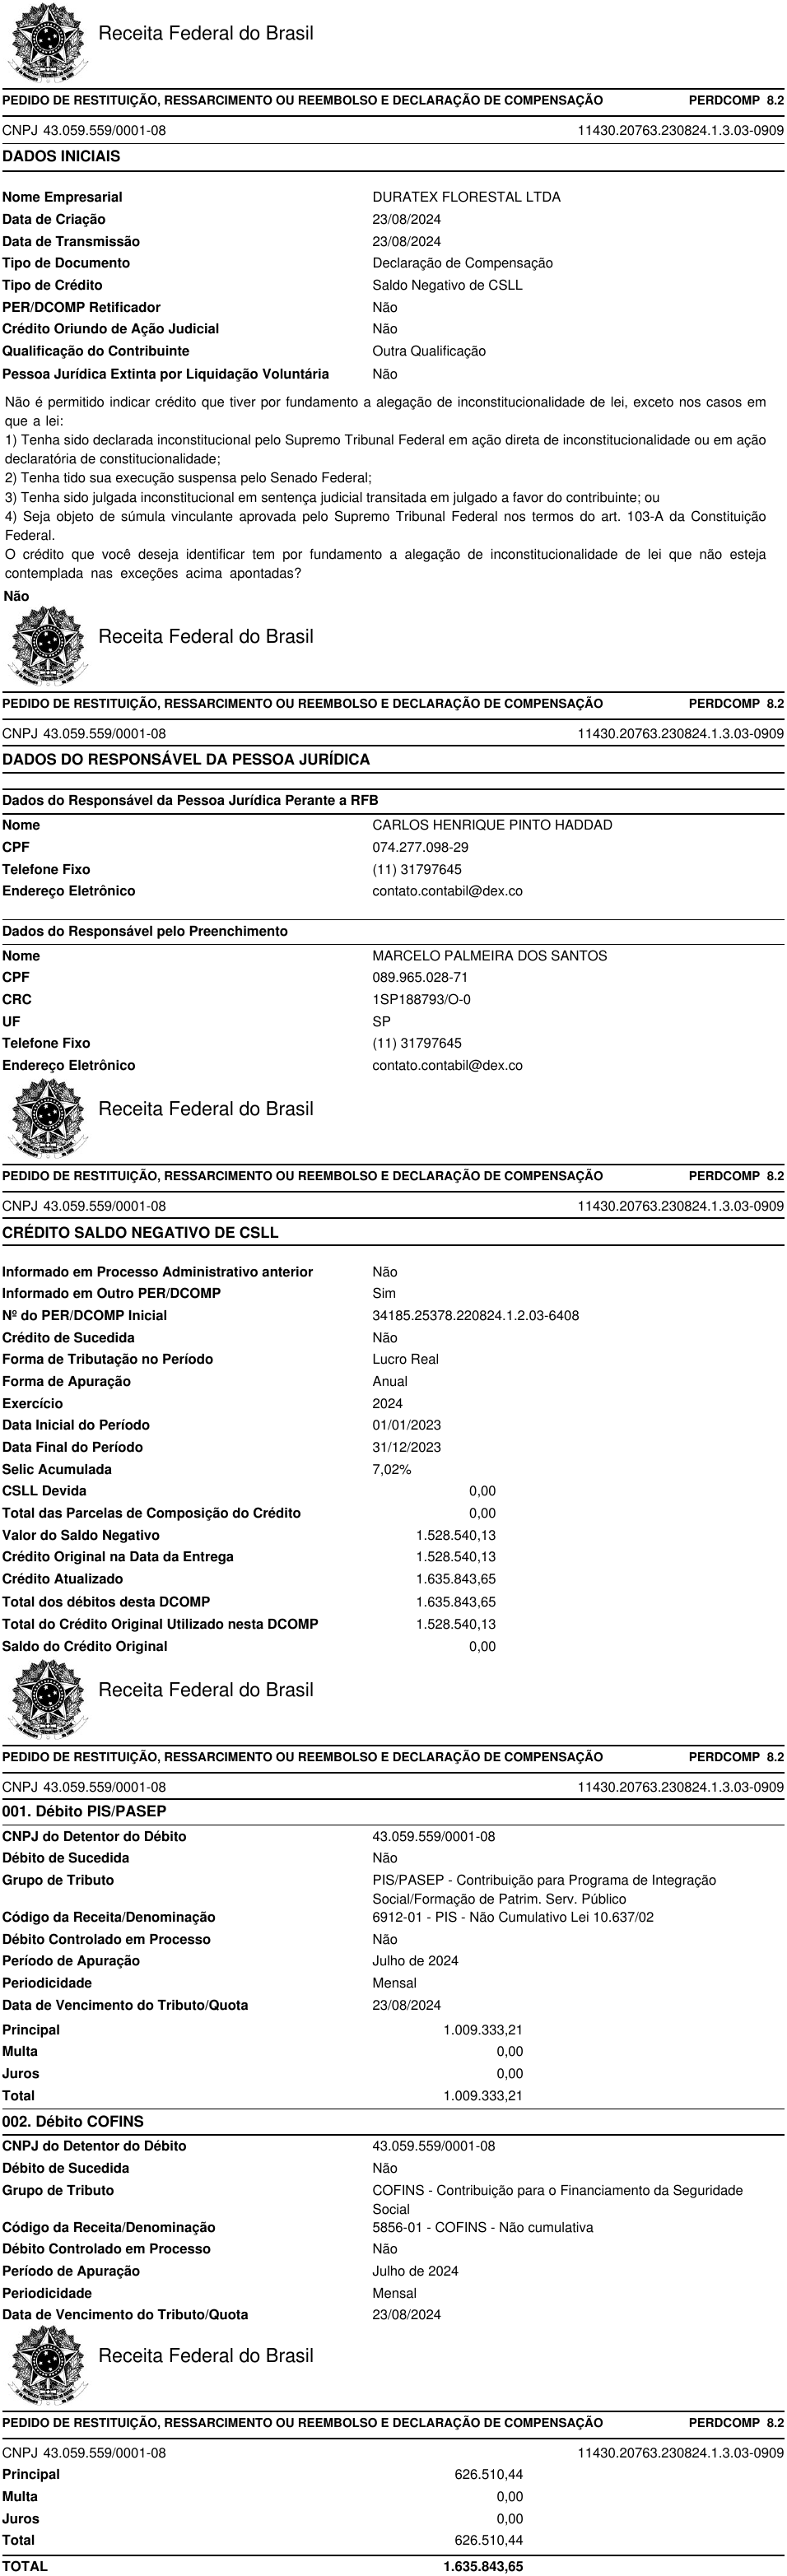 Receita Federal do Brasil
PEDIDO DE RESTITUIÇÃO, RESSARCIMENTO OU REEMBOLSO E DECLARAÇÃO DE COMPENSAÇÃO PERDCOMP 8.2
CNPJ 43.059.559/0001-08 11430.20763.230824.1.3.03-0909
DADOS INICIAIS
Nome Empresarial DURATEX FLORESTAL LTDA
Data de Criação 23/08/2024
Data de Transmissão 23/08/2024
Tipo de Documento Declaração de Compensação
Tipo de Crédito Saldo Negativo de CSLL
PER/DCOMP Retificador Não
Crédito Oriundo de Ação Judicial Não
Qualificação do Contribuinte Outra Qualificação
Pessoa Jurídica Extinta por Liquidação Voluntária Não
Não é permitido indicar crédito que tiver por fundamento a alegação de inconstitucionalidade de lei, exceto nos casos em
que a lei:
1) Tenha sido declarada inconstitucional pelo Supremo Tribunal Federal em ação direta de inconstitucionalidade ou em ação
declaratória de constitucionalidade;
2) Tenha tido sua execução suspensa pelo Senado Federal;
3) Tenha sido julgada inconstitucional em sentença judicial transitada em julgado a favor do contribuinte; ou
4) Seja objeto de súmula vinculante aprovada pelo Supremo Tribunal Federal nos termos do art. 103-A da Constituição
Federal.
O crédito que você deseja identificar tem por fundamento a alegação de inconstitucionalidade de lei que não esteja
contemplada nas exceções acima apontadas?
Não
Receita Federal do Brasil
PEDIDO DE RESTITUIÇÃO, RESSARCIMENTO OU REEMBOLSO E DECLARAÇÃO DE COMPENSAÇÃO PERDCOMP 8.2
CNPJ 43.059.559/0001-08 11430.20763.230824.1.3.03-0909
DADOS DO RESPONSÁVEL DA PESSOA JURÍDICA
Dados do Responsável da Pessoa Jurídica Perante a RFB
Nome CARLOS HENRIQUE PINTO HADDAD
CPF 074.277.098-29
Telefone Fixo (11) 31797645
Endereço Eletrônico contato.contabil@dex.co
Dados do Responsável pelo Preenchimento
Nome MARCELO PALMEIRA DOS SANTOS
CPF 089.965.028-71
CRC 1SP188793/O-0
UF SP
Telefone Fixo (11) 31797645
Endereço Eletrônico contato.contabil@dex.co
Receita Federal do Brasil
PEDIDO DE RESTITUIÇÃO, RESSARCIMENTO OU REEMBOLSO E DECLARAÇÃO DE COMPENSAÇÃO PERDCOMP 8.2
CNPJ 43.059.559/0001-08 11430.20763.230824.1.3.03-0909
CRÉDITO SALDO NEGATIVO DE CSLL
Informado em Processo Administrativo anterior Não
Informado em Outro PER/DCOMP Sim
Nº do PER/DCOMP Inicial 34185.25378.220824.1.2.03-6408
Crédito de Sucedida Não
Forma de Tributação no Período Lucro Real
Forma de Apuração Anual
Exercício 2024
Data Inicial do Período 01/01/2023
Data Final do Período 31/12/2023
Selic Acumulada 7,02%
CSLL Devida 0,00
Total das Parcelas de Composição do Crédito 0,00
Valor do Saldo Negativo 1.528.540,13
Crédito Original na Data da Entrega 1.528.540,13
Crédito Atualizado 1.635.843,65
Total dos débitos desta DCOMP 1.635.843,65
Total do Crédito Original Utilizado nesta DCOMP 1.528.540,13
Saldo do Crédito Original 0,00
Receita Federal do Brasil
PEDIDO DE RESTITUIÇÃO, RESSARCIMENTO OU REEMBOLSO E DECLARAÇÃO DE COMPENSAÇÃO PERDCOMP 8.2
CNPJ 43.059.559/0001-08 11430.20763.230824.1.3.03-0909
001. Débito PIS/PASEP
CNPJ do Detentor do Débito 43.059.559/0001-08
Débito de Sucedida Não
Grupo de Tributo PIS/PASEP - Contribuição para Programa de Integração
Social/Formação de Patrim. Serv. Público
Código da Receita/Denominação 6912-01 - PIS - Não Cumulativo Lei 10.637/02
Débito Controlado em Processo Não
Período de Apuração Julho de 2024
Periodicidade Mensal
Data de Vencimento do Tributo/Quota 23/08/2024
Principal 1.009.333,21
Multa 0,00
Juros 0,00
Total 1.009.333,21
002. Débito COFINS
CNPJ do Detentor do Débito 43.059.559/0001-08
Débito de Sucedida Não
Grupo de Tributo COFINS - Contribuição para o Financiamento da Seguridade
Social
Código da Receita/Denominação 5856-01 - COFINS - Não cumulativa
Débito Controlado em Processo Não
Período de Apuração Julho de 2024
Periodicidade Mensal
Data de Vencimento do Tributo/Quota 23/08/2024
Receita Federal do Brasil
PEDIDO DE RESTITUIÇÃO, RESSARCIMENTO OU REEMBOLSO E DECLARAÇÃO DE COMPENSAÇÃO PERDCOMP 8.2
CNPJ 43.059.559/0001-08 11430.20763.230824.1.3.03-0909
Principal 626.510,44
Multa 0,00
Juros 0,00
Total 626.510,44
TOTAL 1.635.843,65